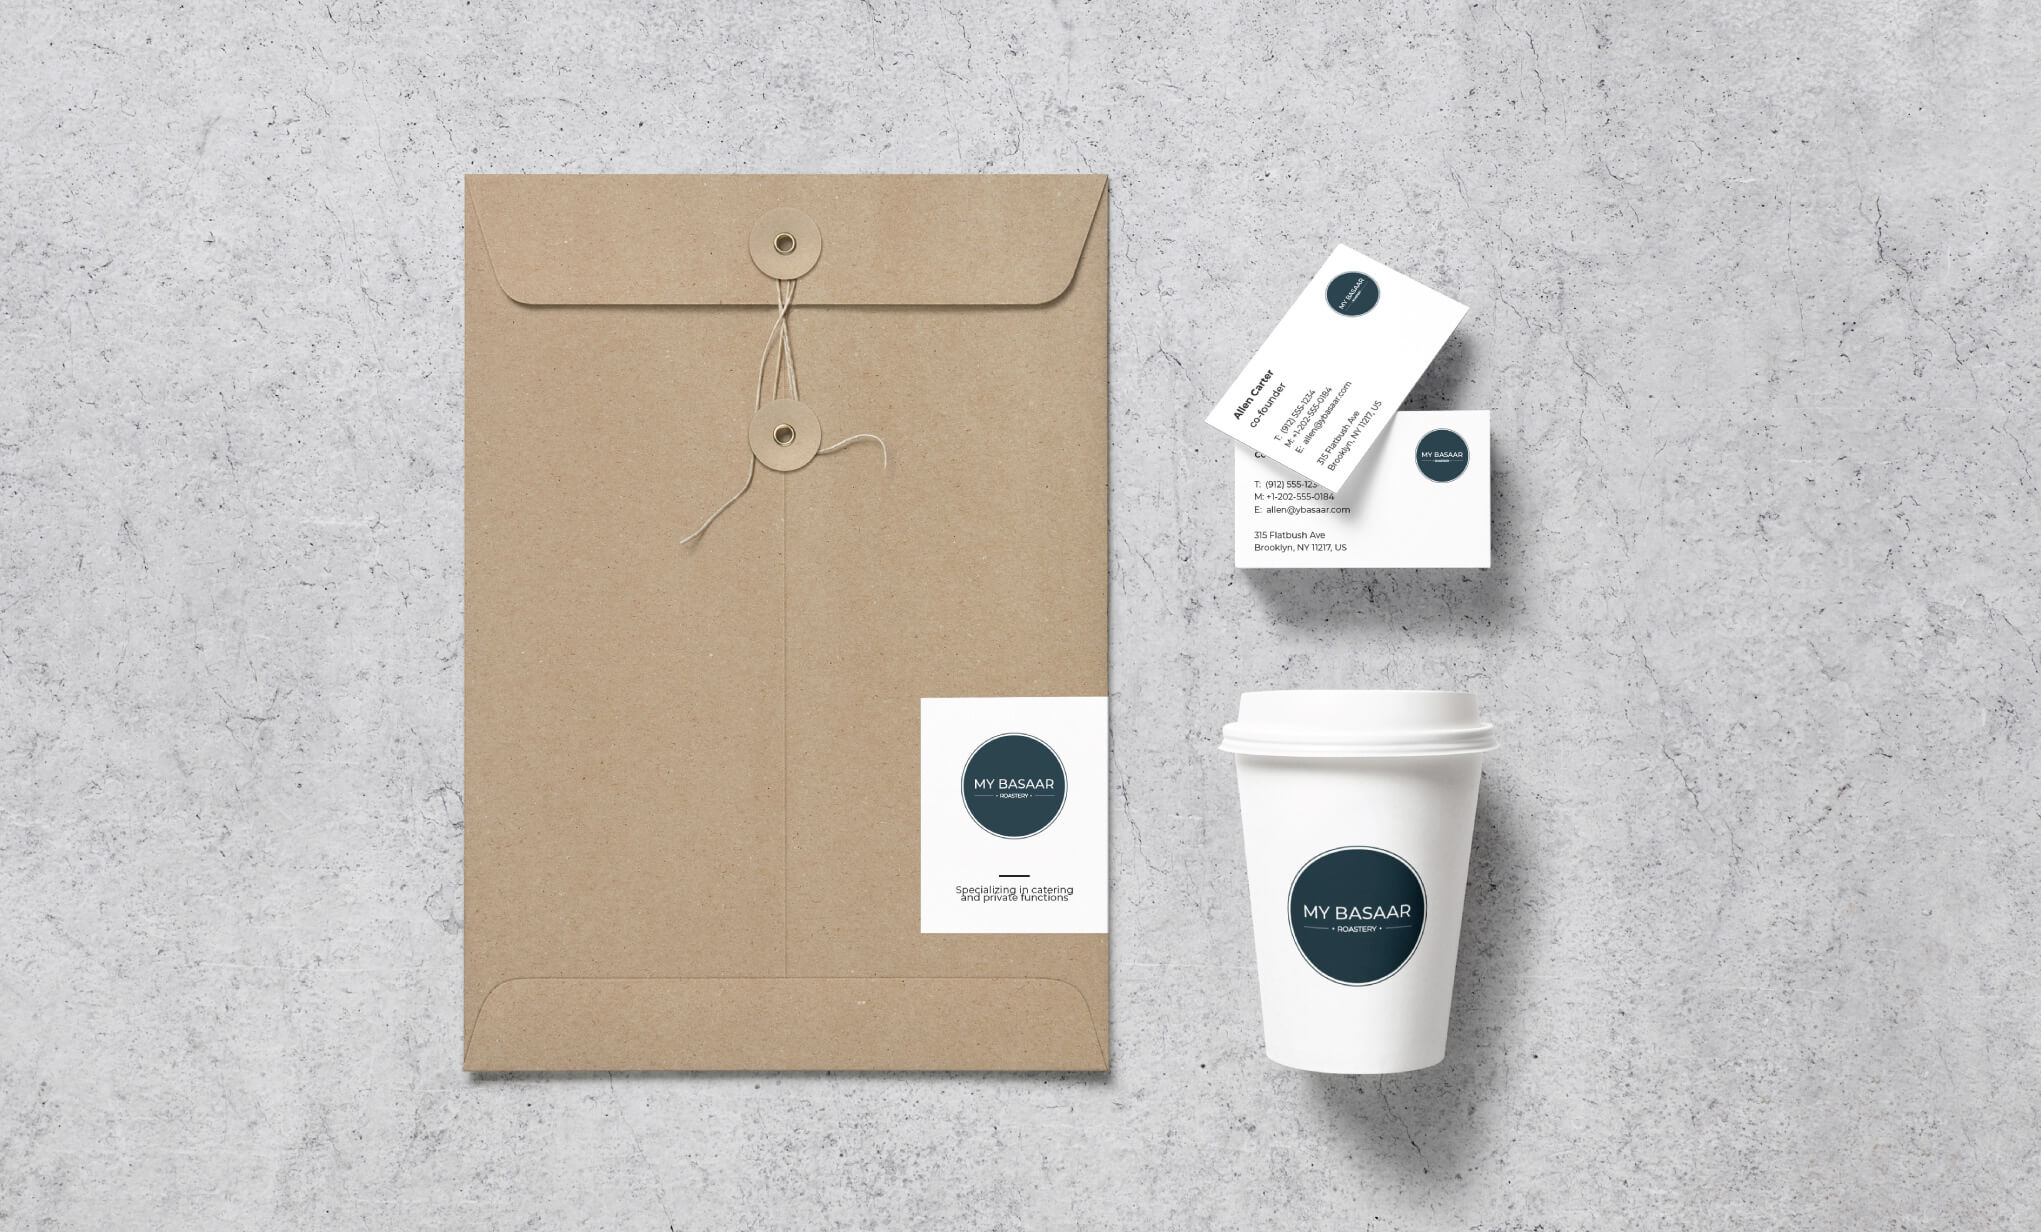 MY BASAAR
Allen Carter
co-founder
T: (912) 555-1234
M: +1-202-555-0184
E: allen@ybasaar.com
315 Flatbush Ave
Brooklyn, NY 11217, US
MY BASAAR
T: (912) 555-123
M: +1-202-555-0184
E: allen@ybasaar.com
315 Flatbush Ave
Brooklyn, NY 11217, US
MY BASAAR
• ROASTERY •
Specializing in catering
and private functions
MY BASAAR
• ROASTERY •